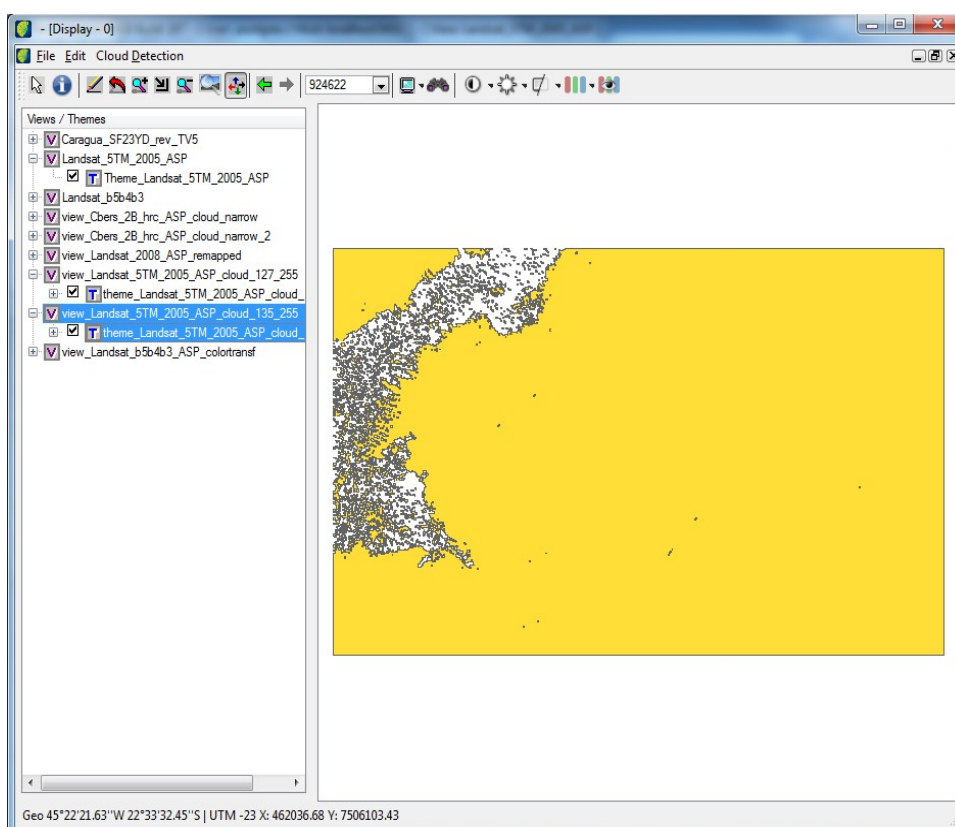 - [Display - 0]
File Edit Cloud Detection
924622
Views / Themes
Caragua_SF23YD_rev_TV5
Landsat_5TM_2005_ASP
Theme_Landsat_5TM_2005_ASP
Landsat_b5b4b3
view_Cbers_2B_hrc_ASP_cloud_narrow
view_Cbers_2B_hrc_ASP_cloud_narrow_2
view_Landsat_2008_ASP_remapped
view_Landsat_5TM_2005_ASP_cloud_127_255
theme_Landsat_5TM_2005_ASP_cloud_
view_Landsat_5TM_2005_ASP_cloud_135_255
theme_Landsat_5TM_2005_ASP_cloud_
view_Landsat_b5b4b3_ASP_colortransf
Geo 45°22'21.63''W 22°33'32.45''S | UTM -23 X: 462036.68 Y: 7506103.43